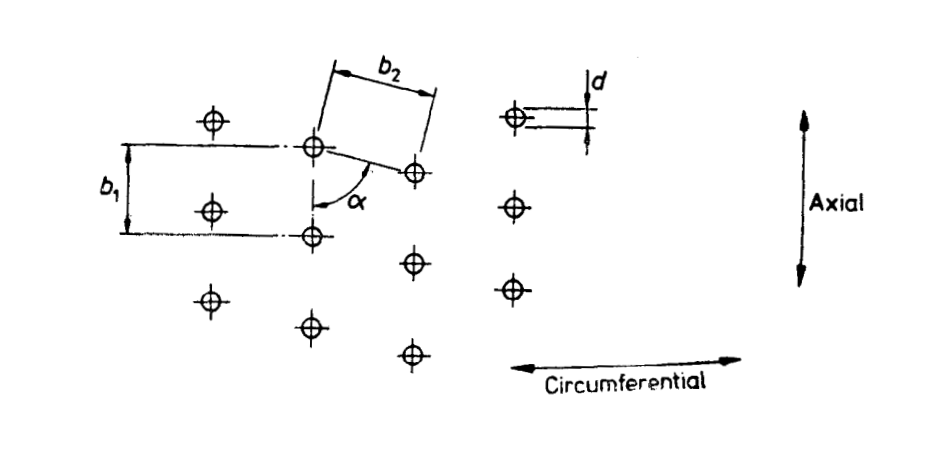 b₂
d
b₁
α
Axial
Circumferential